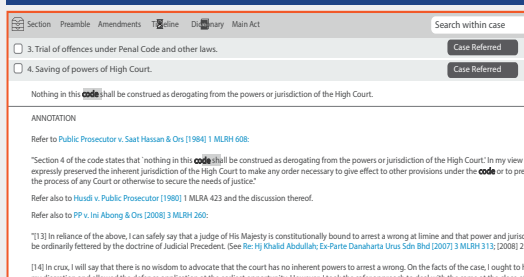 Section Preamble Amendments Timeline Dictionary Main Act Search within case
3. Trial of offences under Penal Code and other laws. Case Referred
4. Saving of powers of High Court. Case Referred
Nothing in this code shall be construed as derogating from the powers or jurisdiction of the High Court.
ANNOTATION
Refer to Public Prosecutor v. Saat Hassan & Ors [1984] 1 MLRH 608:
"Section 4 of the code states that `nothing in this code shall be construed as derogating from the powers or jurisdiction of the High Court.' In my view
expressly preserved the inherent jurisdiction of the High Court to make any order necessary to give effect to other provisions under the code or to pre
the process of any Court or otherwise to secure the needs of justice."
Refer also to Husdi v. Public Prosecutor [1980] 1 MLRA 423 and the discussion thereof.
Refer also to PP v. Ini Abong & Ors [2008] 3 MLRH 260:
"[13] In reliance of the above, I can safely say that a judge of His Majesty is constitutionally bound to arrest a wrong at limine and that power and jurisd
be ordinarily fettered by the doctrine of Judicial Precedent. (See Re: Hj Khalid Abdullah; Ex-Parte Danaharta Urus Sdn Bhd [2007] 3 MLRH 313; [2008] 2
[14] In crux, I will say that there is no wisdom to advocate that the court has no inherent powers to arrest a wrong. On the facts of the case, I ought to